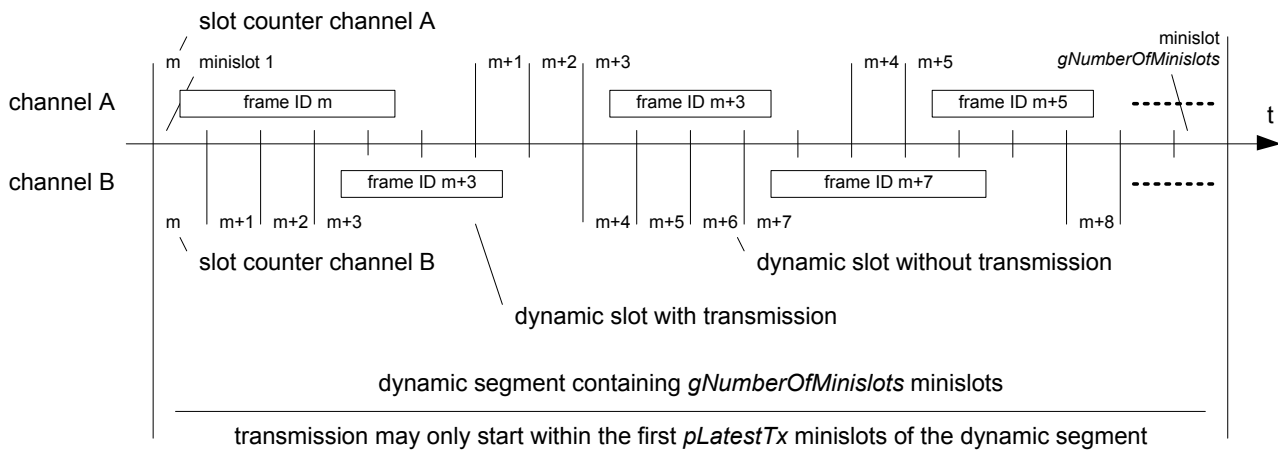 slot counter channel A
minislot
gNumberOfMinislots
m minislot 1 m+1 m+2 m+3 m+4 m+5
channel A
frame ID m frame ID m+3 frame ID m+5
t
channel B
frame ID m+3 frame ID m+7
m m+1 m+2 m+3 m+4 m+5 m+6 m+7 m+8
slot counter channel B dynamic slot without transmission
dynamic slot with transmission
dynamic segment containing gNumberOfMinislots minislots
transmission may only start within the first pLatestTx minislots of the dynamic segment